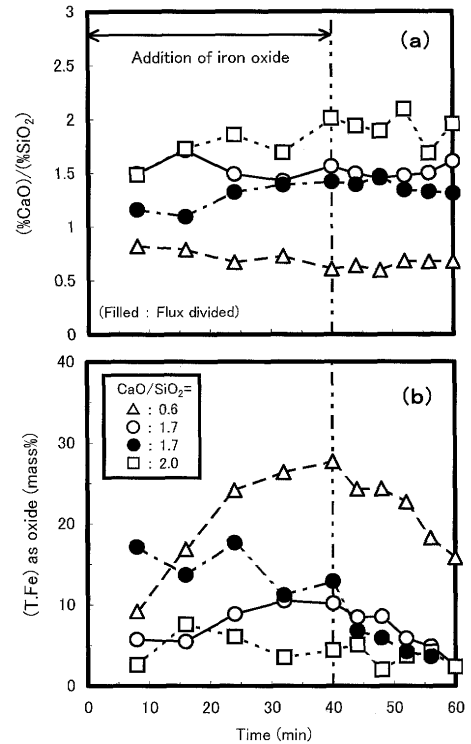 3
2.5
2
1.5
1
0.5
0
(%CaO)/(%SiO₂)
Addition of iron oxide
(a)
(Filled : Flux divided)
40
30
20
10
0
(T.Fe) as oxide (mass%)
CaO/SiO₂=
△ : 0.6
○ : 1.7
● : 1.7
□ : 2.0
(b)
0 10 20 30 40 50 60
Time (min)